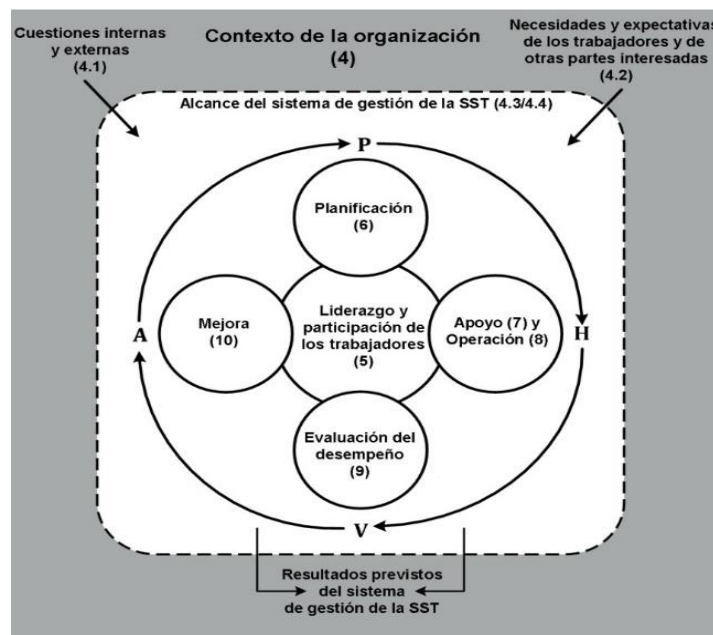 Cuestiones internas
y externas
(4.1)
Contexto de la organización
(4)
Necesidades y expectativas
de los trabajadores y de
otras partes interesadas
(4.2)
Alcance del sistema de gestión de la SST (4.3/4.4)
P
Planificación
(6)
A
Mejora
(10)
Liderazgo y
participación de
los trabajadores
(5)
Apoyo (7) y
Operación (8)
H
Evaluación del
desempeño
(9)
V
Resultados previstos
del sistema
de gestión de la SST